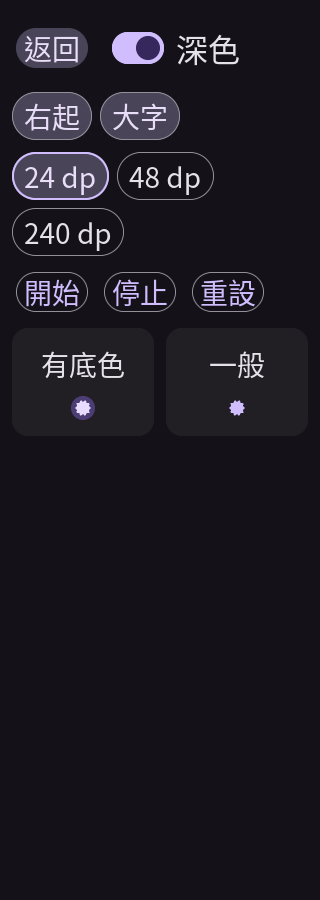 返回 深色
右起 大字
24 dp 48 dp
240 dp
開始 停止 重設
有底色 一般